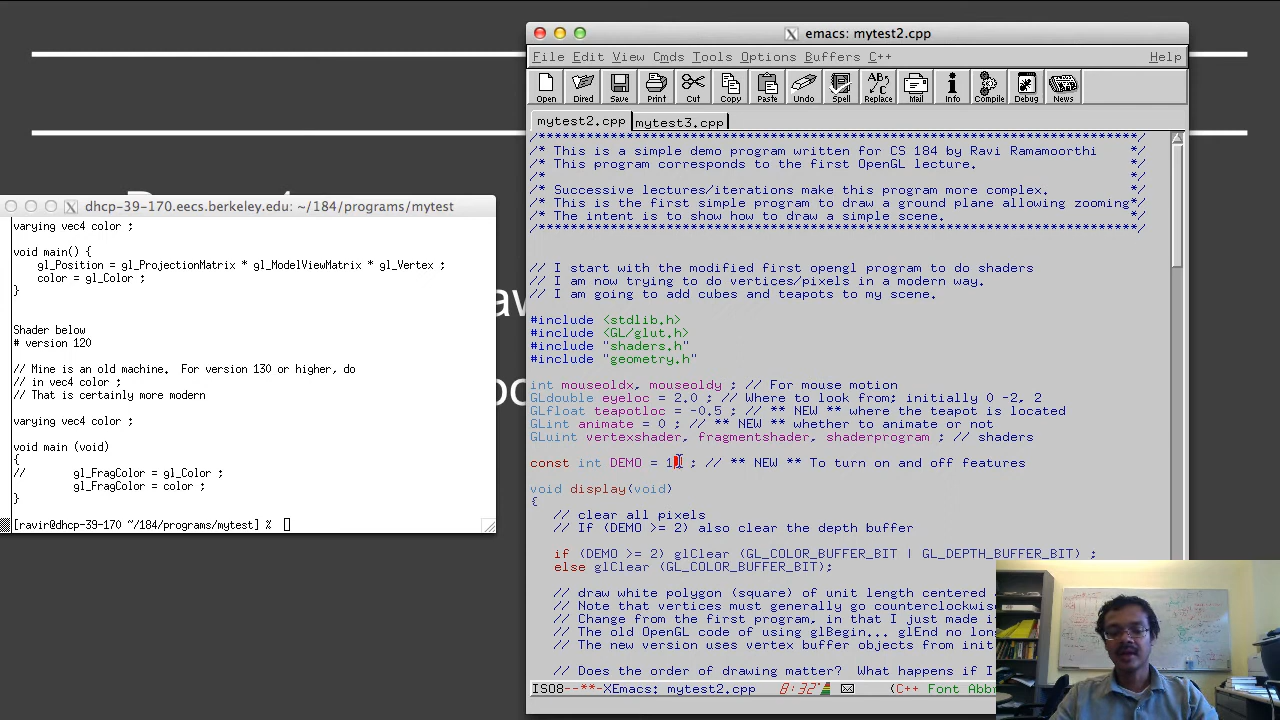 emacs: mytest2.cpp
File Edit View Cmds Tools Options Buffers C++ Help
Open Dired Save Print Cut Copy Paste Undo Spell Replace Mail Info Compile Debug News
mytest2.cpp mytest3.cpp
/***************************************************************************/
/* This is a simple demo program written for CS 184 by Ravi Ramamoorthi */
/* This program corresponds to the first OpenGL lecture. */
/* */
/* Successive lectures/iterations make this program more complex. */
/* This is the first simple program to draw a ground plane allowing zooming*/
/* The intent is to show how to draw a simple scene. */
/***************************************************************************/
// I start with the modified first opengl program to do shaders
// I am now trying to do vertices/pixels in a modern way.
// I am going to add cubes and teapots to my scene.
#include <stdlib.h>
#include <GL/glut.h>
#include "shaders.h"
#include "geometry.h"
int mouseoldx, mouseoldy ; // For mouse motion
GLdouble eyeloc = 2.0 ; // Where to look from; initially 0 -2, 2
GLfloat teapotloc = -0.5 ; // ** NEW ** where the teapot is located
GLint animate = 0 ; // ** NEW ** whether to animate or not
GLuint vertexshader, fragmentshader, shaderprogram ; // shaders
const int DEMO = 1 ; // ** NEW ** To turn on and off features
void display(void)
{
// clear all pixels
// If (DEMO >= 2) also clear the depth buffer
if (DEMO >= 2) glClear (GL_COLOR_BUFFER_BIT | GL_DEPTH_BUFFER_BIT) ;
else glClear (GL_COLOR_BUFFER_BIT);
// draw white polygon (square) of unit length centered
// Note that vertices must generally go counterclockwis
// Change from the first program, in that I just made i
// The old OpenGL code of using glBegin... glEnd no lon
// The new version uses vertex buffer objects from init
// Does the order of drawing matter? What happens if I
ISO8--**-XEmacs: mytest2.cpp 8:32 (C++ Font Abbr
dhcp-39-170.eecs.berkeley.edu: ~/184/programs/mytest
varying vec4 color ;
void main() {
gl_Position = gl_ProjectionMatrix * gl_ModelViewMatrix * gl_Vertex ;
color = gl_Color ;
}
Shader below
# version 120
// Mine is an old machine. For version 130 or higher, do
// in vec4 color ;
// That is certainly more modern
varying vec4 color ;
void main (void)
{
// gl_FragColor = gl_Color ;
gl_FragColor = color ;
}
[ravir@dhcp-39-170 ~/184/programs/mytest] %